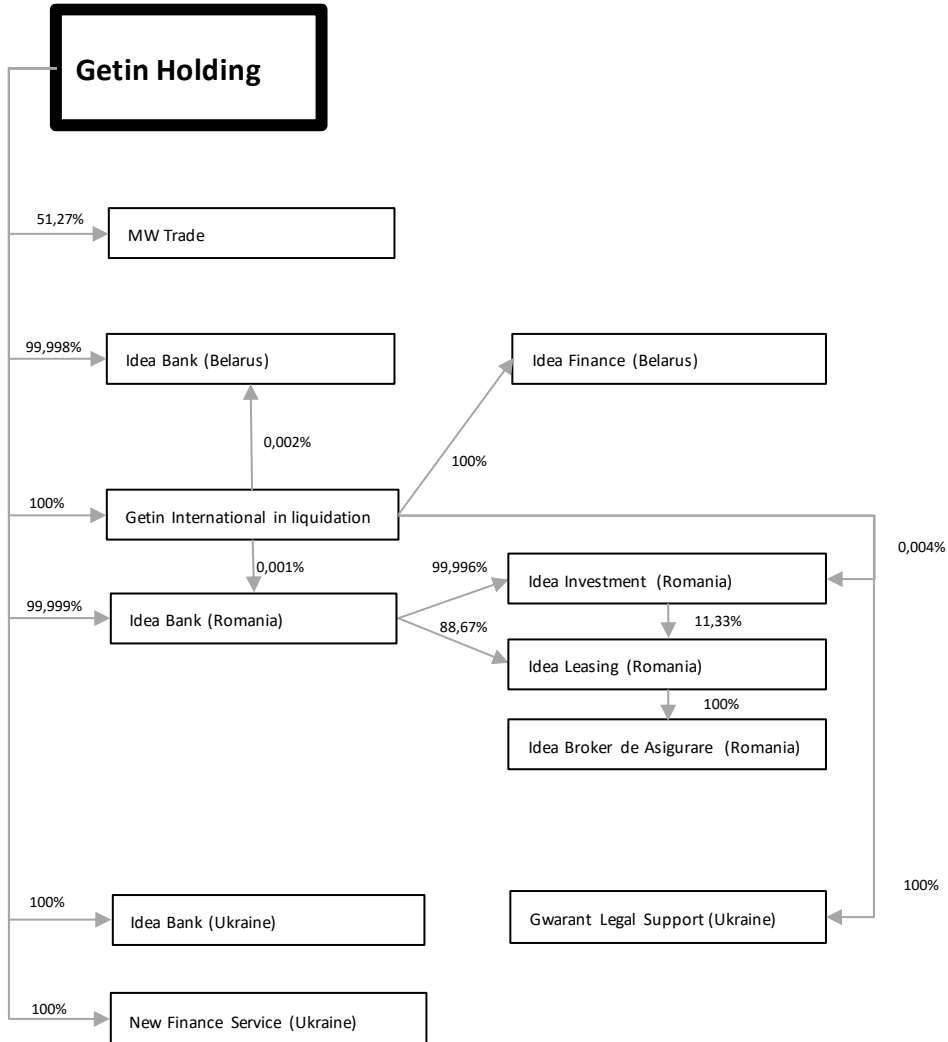 Getin Holding
51,27%
MW Trade
99,998%
Idea Bank (Belarus)
Idea Finance (Belarus)
0,002%
100%
100%
Getin International in liquidation
0,004%
0,001%
99,996%
Idea Investment (Romania)
99,999%
Idea Bank (Romania)
88,67%
11,33%
Idea Leasing (Romania)
100%
Idea Broker de Asigurare (Romania)
100%
Idea Bank (Ukraine)
Gwarant Legal Support (Ukraine)
100%
100%
New Finance Service (Ukraine)